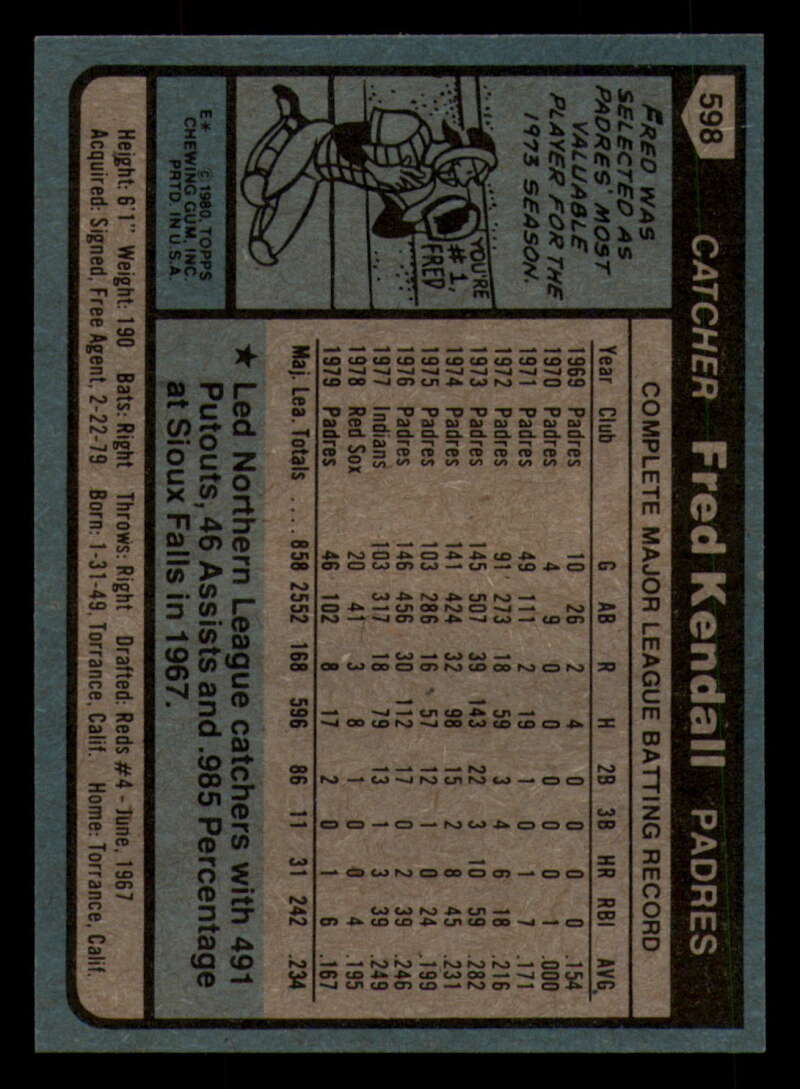 598
CATCHER Fred Kendall PADRES
FRED WAS
SELECTED AS
PADRES' MOST
VALUABLE
PLAYER FOR THE
1973 SEASON.
YOU'RE
#1,
FRED
E* © 1980, TOPPS
CHEWING GUM, INC.
PRTD. IN U.S.A.
COMPLETE MAJOR LEAGUE BATTING RECORD
Year Club G AB R H 2B 3B HR RBI AVG.
1969 Padres 10 26 2 4 0 0 0 0 .154
1970 Padres 4 9 0 0 0 0 0 1 .000
1971 Padres 49 111 2 19 1 0 1 7 .171
1972 Padres 91 273 18 59 3 4 6 18 .216
1973 Padres 145 507 39 143 22 3 10 59 .282
1974 Padres 141 424 32 98 15 2 8 45 .231
1975 Padres 103 286 16 57 12 1 0 24 .199
1976 Padres 146 456 30 112 17 0 2 39 .246
1977 Indians 103 317 18 79 13 1 3 39 .249
1978 Red Sox 20 41 3 8 1 0 0 4 .195
1979 Padres 46 102 8 17 2 0 1 6 .167
Maj. Lea. Totals .... 858 2552 168 596 86 11 31 242 .234
★ Led Northern League catchers with 491
Putouts, 46 Assists and .985 Percentage
at Sioux Falls in 1967.
Height: 6'1" Weight: 190 Bats: Right Throws: Right Drafted: Reds #4 - June, 1967
Acquired: Signed, Free Agent, 2-22-79 Born: 1-31-49, Torrance, Calif. Home: Torrance, Calif.